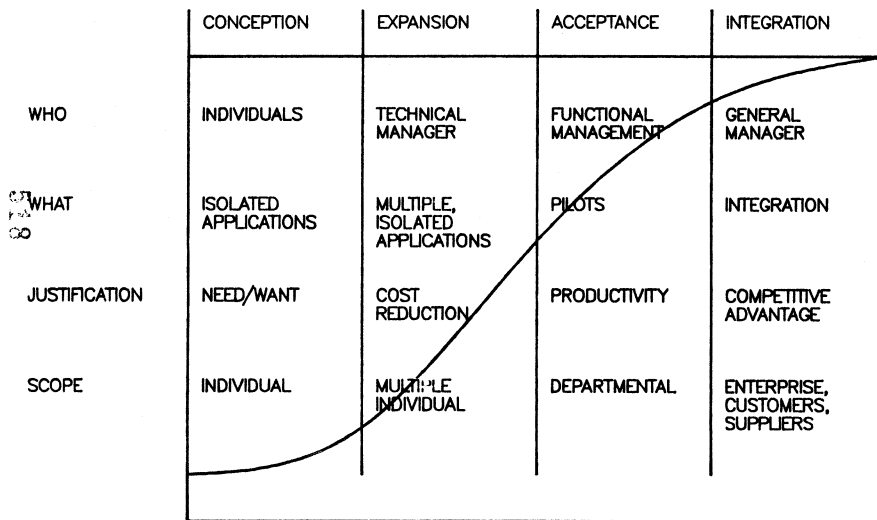 CONCEPTION EXPANSION ACCEPTANCE INTEGRATION
WHO INDIVIDUALS TECHNICAL FUNCTIONAL GENERAL
MANAGER MANAGEMENT MANAGER
WHAT ISOLATED MULTIPLE, PILOTS INTEGRATION
APPLICATIONS ISOLATED
APPLICATIONS
JUSTIFICATION NEED/WANT COST PRODUCTIVITY COMPETITIVE
REDUCTION ADVANTAGE
SCOPE INDIVIDUAL MULTIPLE DEPARTMENTAL ENTERPRISE,
INDIVIDUAL CUSTOMERS,
SUPPLIERS